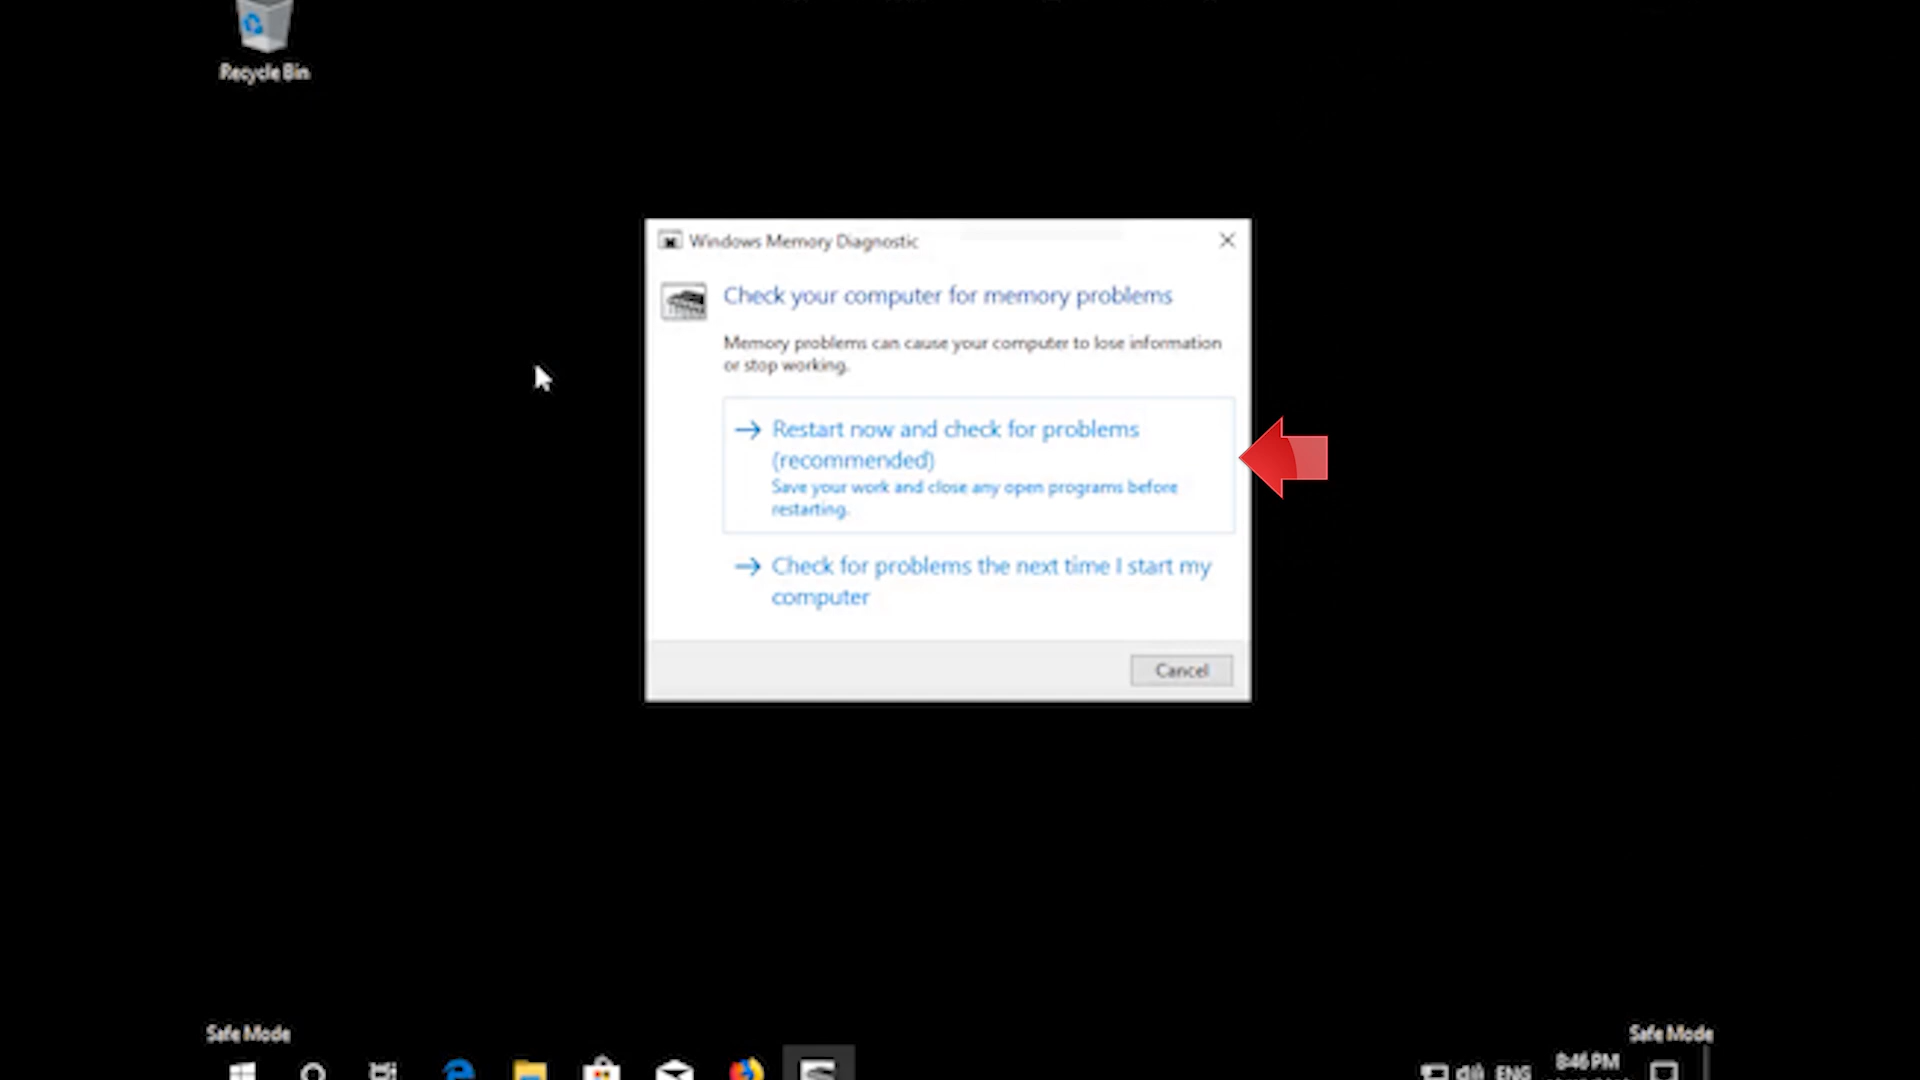 Recycle Bin
Windows Memory Diagnostic
Check your computer for memory problems
Memory problems can cause your computer to lose information
or stop working.
Restart now and check for problems
(recommended)
Save your work and close any open programs before
restarting.
Check for problems the next time I start my
computer
Cancel
Safe Mode
Safe Mode
ENG
8:46 PM